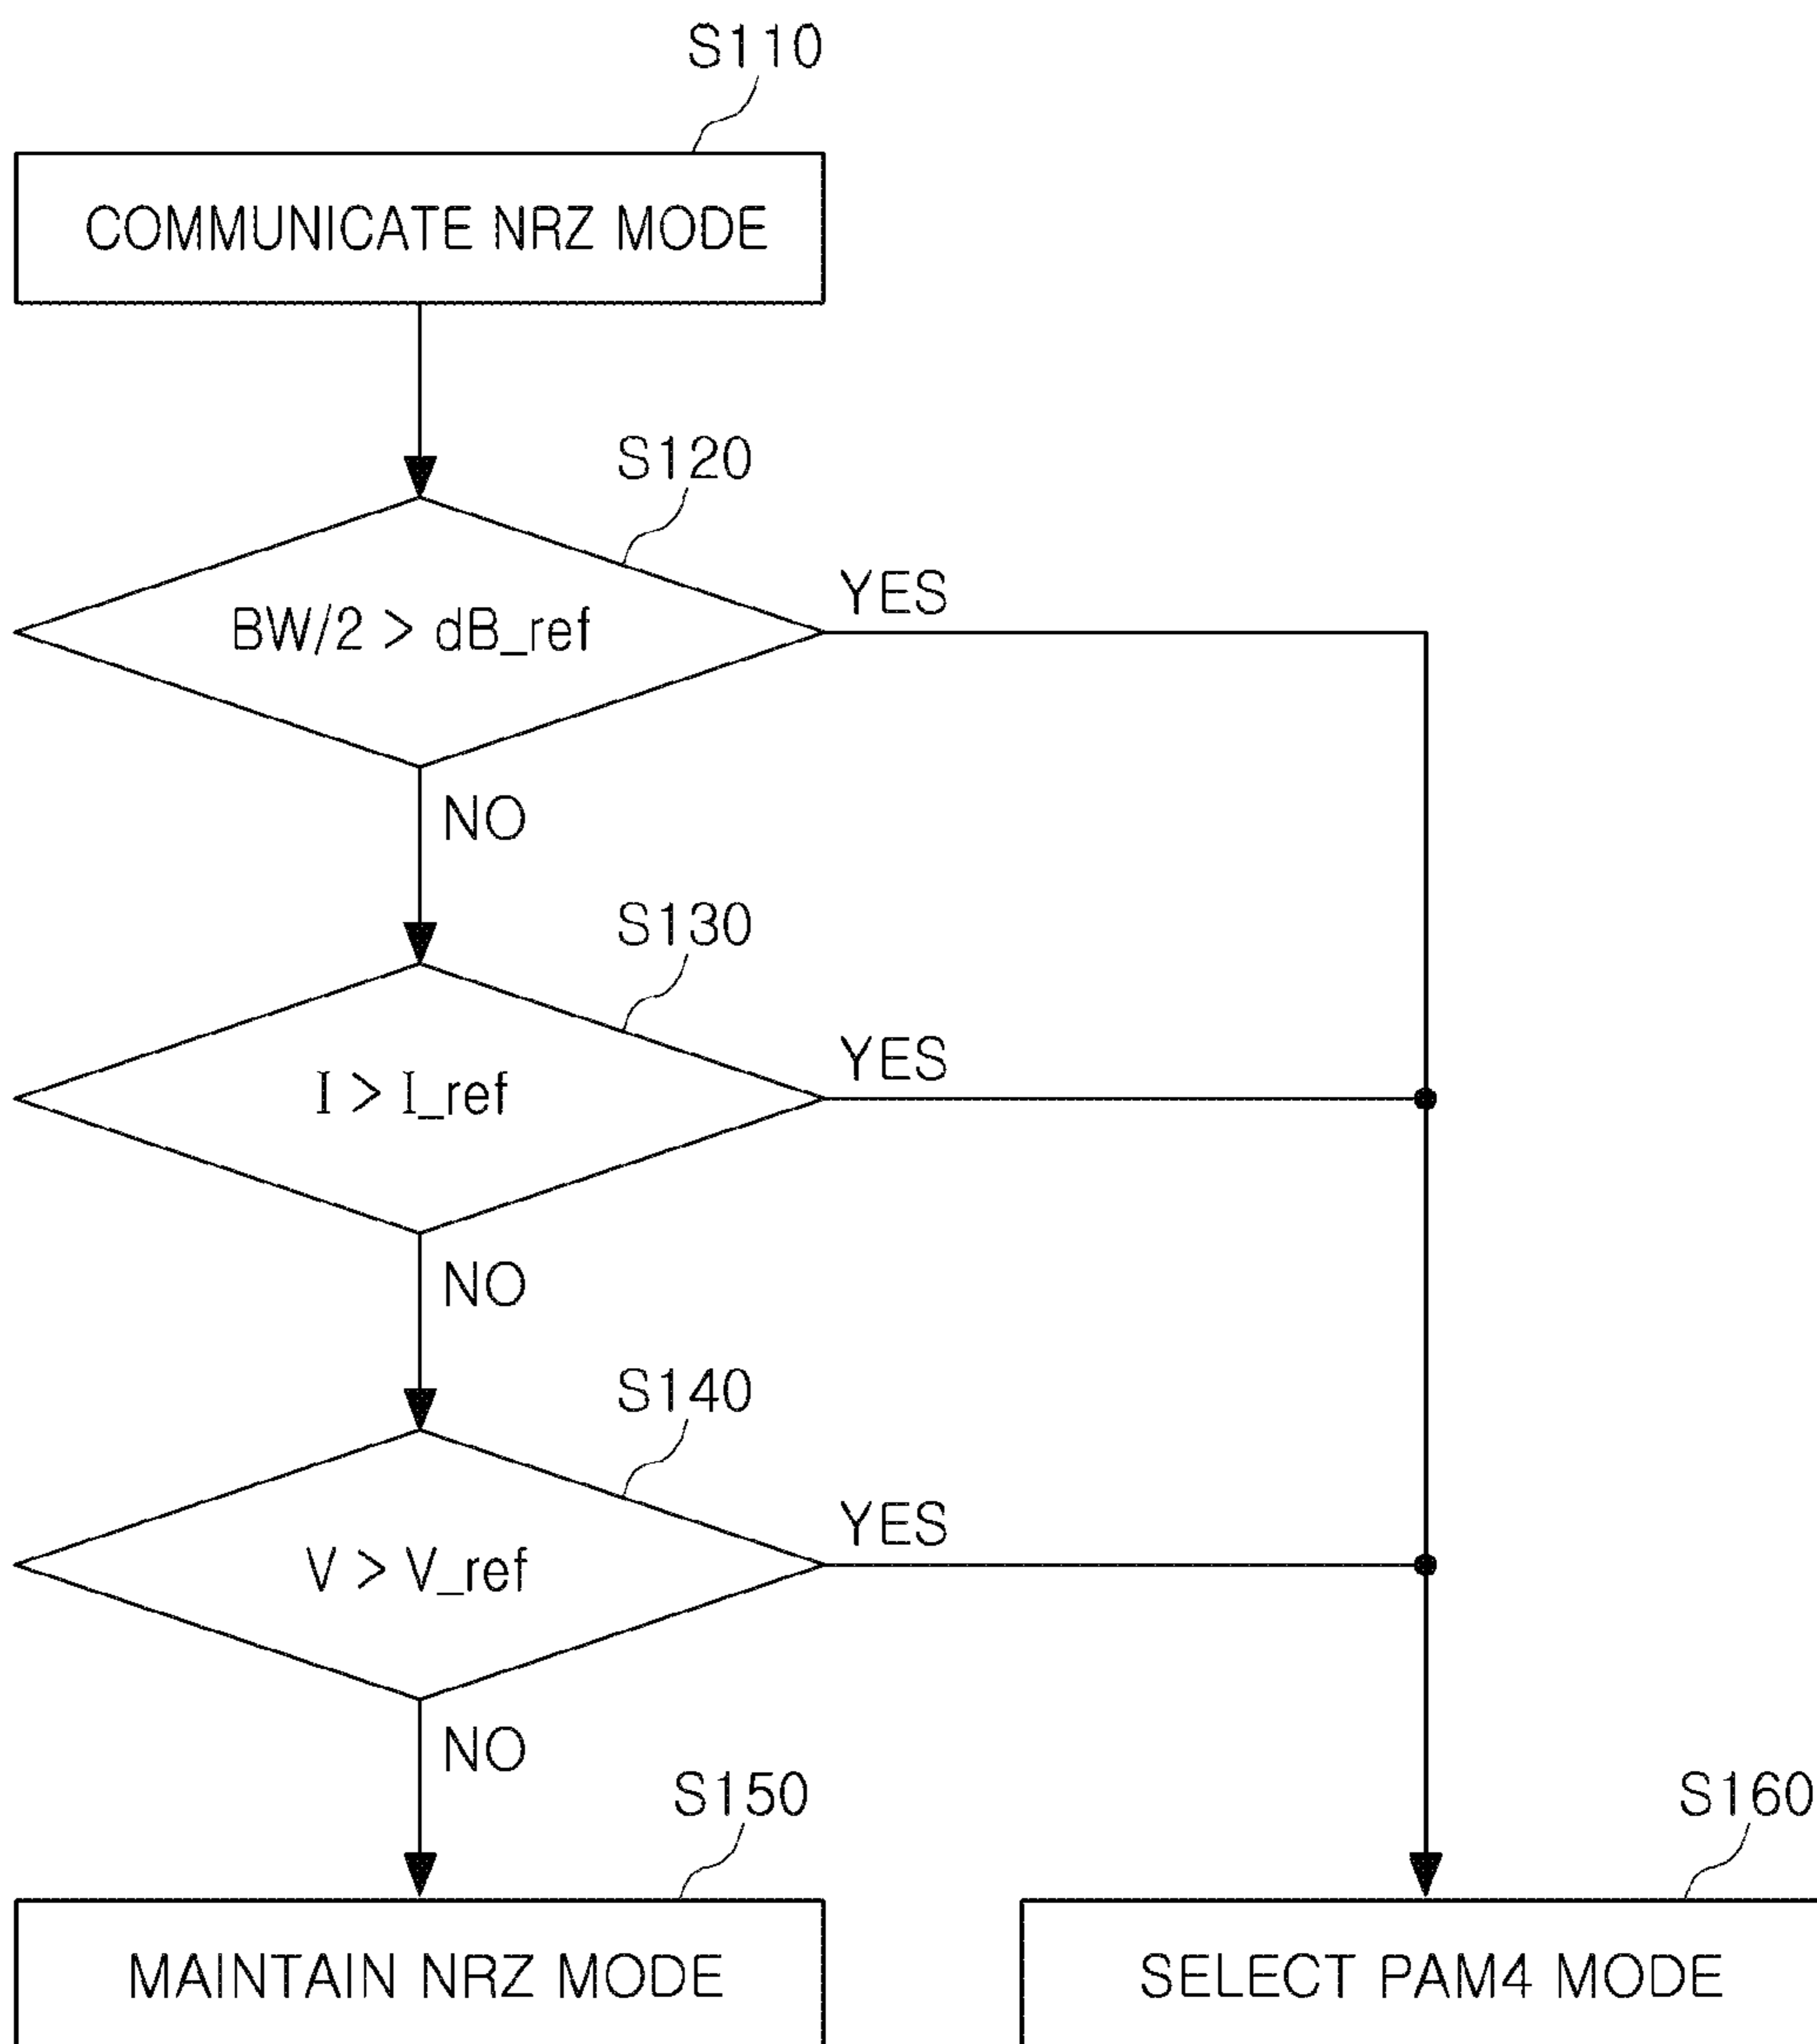 S110
COMMUNICATE NRZ MODE
S120
BW/2 > dB_ref
YES
NO
S130
I > I_ref
YES
NO
S140
V > V_ref
YES
NO
S150
S160
MAINTAIN NRZ MODE
SELECT PAM4 MODE